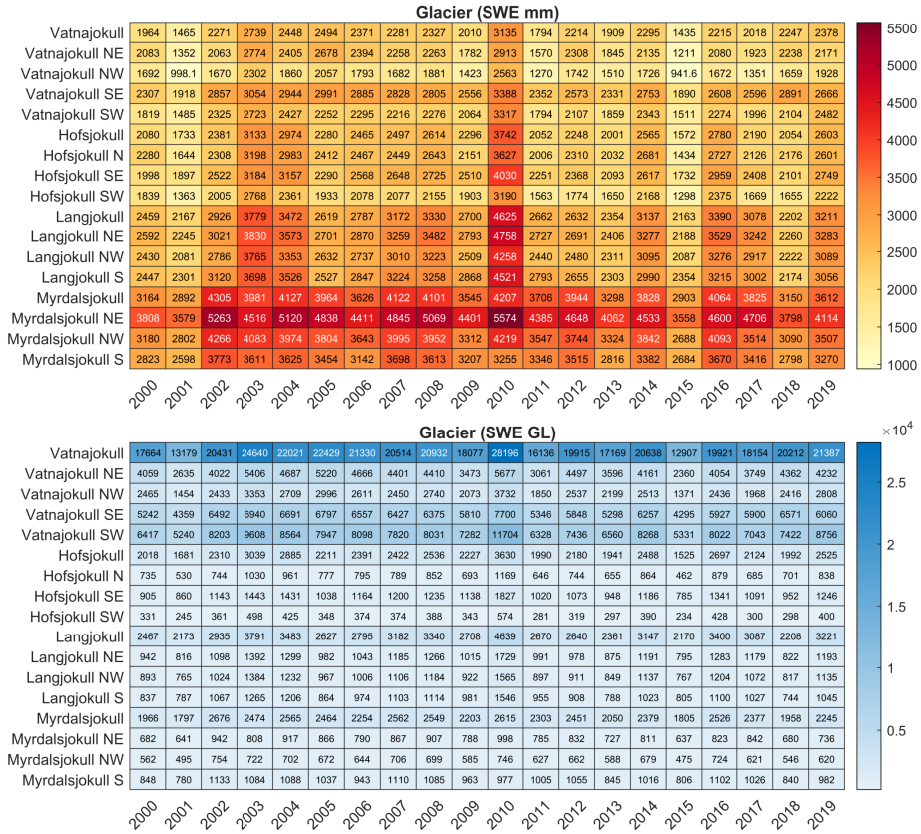 Glacier (SWE mm)
Vatnajokull 1964 1465 2271 2739 2448 2494 2371 2281 2327 2010 3135 1794 2214 1909 2295 1435 2215 2018 2247 2378
Vatnajokull NE 2083 1352 2063 2774 2405 2678 2394 2258 2263 1782 2913 1570 2308 1845 2135 1211 2080 1923 2238 2171
Vatnajokull NW 1692 998.1 1670 2302 1860 2057 1793 1682 1881 1423 2563 1270 1742 1510 1726 941.6 1672 1351 1659 1928
Vatnajokull SE 2307 1918 2857 3054 2944 2991 2885 2828 2805 2556 3388 2352 2573 2331 2753 1890 2608 2596 2891 2666
Vatnajokull SW 1819 1485 2325 2723 2427 2252 2295 2216 2276 2064 3317 1794 2107 1859 2343 1511 2274 1996 2104 2482
Hofsjokull 2080 1733 2381 3133 2974 2280 2465 2497 2614 2296 3742 2052 2248 2001 2565 1572 2780 2190 2054 2603
Hofsjokull N 2280 1644 2308 3198 2983 2412 2467 2449 2643 2151 3627 2006 2310 2032 2681 1434 2727 2126 2176 2601
Hofsjokull SE 1998 1897 2522 3184 3157 2290 2568 2648 2725 2510 4030 2251 2368 2093 2617 1732 2959 2408 2101 2749
Hofsjokull SW 1839 1363 2005 2768 2361 1933 2078 2077 2155 1903 3190 1563 1774 1650 2168 1298 2375 1669 1655 2222
Langjokull 2459 2167 2926 3779 3472 2619 2787 3172 3330 2700 4625 2662 2632 2354 3137 2163 3390 3078 2202 3211
Langjokull NE 2592 2245 3021 3830 3573 2701 2870 3259 3482 2793 4758 2727 2691 2406 3277 2188 3529 3242 2260 3283
Langjokull NW 2430 2081 2786 3765 3353 2632 2737 3010 3223 2509 4258 2440 2480 2311 3095 2087 3276 2917 2222 3089
Langjokull S 2447 2301 3120 3698 3526 2527 2847 3224 3258 2868 4521 2793 2655 2303 2990 2354 3215 3002 2174 3056
Myrdalsjokull 3164 2892 4305 3981 4127 3964 3626 4122 4101 3545 4207 3706 3944 3298 3828 2903 4064 3825 3150 3612
Myrdalsjokull NE 3808 3579 5263 4516 5120 4838 4411 4845 5069 4401 5574 4385 4648 4062 4533 3558 4600 4706 3798 4114
Myrdalsjokull NW 3180 2802 4266 4083 3974 3804 3643 3995 3952 3312 4219 3547 3744 3324 3842 2688 4093 3514 3090 3507
Myrdalsjokull S 2823 2598 3773 3611 3625 3454 3142 3698 3613 3207 3255 3346 3515 2816 3382 2684 3670 3416 2798 3270
2000 2001 2002 2003 2004 2005 2006 2007 2008 2009 2010 2011 2012 2013 2014 2015 2016 2017 2018 2019
5500
5000
4500
4000
3500
3000
2500
2000
1500
1000
Glacier (SWE GL)
×10⁴
Vatnajokull 17664 13179 20431 24640 22021 22429 21330 20514 20932 18077 28196 16136 19915 17169 20638 12907 19921 18154 20212 21387
Vatnajokull NE 4059 2635 4022 5406 4687 5220 4666 4401 4410 3473 5677 3061 4497 3596 4161 2360 4054 3749 4362 4232
Vatnajokull NW 2465 1454 2433 3353 2709 2996 2611 2450 2740 2073 3732 1850 2537 2199 2513 1371 2436 1968 2416 2808
Vatnajokull SE 5242 4359 6492 6940 6691 6797 6557 6427 6375 5810 7700 5346 5848 5298 6257 4295 5927 5900 6571 6060
Vatnajokull SW 6417 5240 8203 9608 8564 7947 8098 7820 8031 7282 11704 6328 7436 6560 8268 5331 8022 7043 7422 8756
Hofsjokull 2018 1681 2310 3039 2885 2211 2391 2422 2536 2227 3630 1990 2180 1941 2488 1525 2697 2124 1992 2525
Hofsjokull N 735 530 744 1030 961 777 795 789 852 693 1169 646 744 655 864 462 879 685 701 838
Hofsjokull SE 905 860 1143 1443 1431 1038 1164 1200 1235 1138 1827 1020 1073 948 1186 785 1341 1091 952 1246
Hofsjokull SW 331 245 361 498 425 348 374 374 388 343 574 281 319 297 390 234 428 300 298 400
Langjokull 2467 2173 2935 3791 3483 2627 2795 3182 3340 2708 4639 2670 2640 2361 3147 2170 3400 3087 2208 3221
Langjokull NE 942 816 1098 1392 1299 982 1043 1185 1266 1015 1729 991 978 875 1191 795 1283 1179 822 1193
Langjokull NW 893 765 1024 1384 1232 967 1006 1106 1184 922 1565 897 911 849 1137 767 1204 1072 817 1135
Langjokull S 837 787 1067 1265 1206 864 974 1103 1114 981 1546 955 908 788 1023 805 1100 1027 744 1045
Myrdalsjokull 1966 1797 2676 2474 2565 2464 2254 2562 2549 2203 2615 2303 2451 2050 2379 1805 2526 2377 1958 2245
Myrdalsjokull NE 682 641 942 808 917 866 790 867 907 788 998 785 832 727 811 637 823 842 680 736
Myrdalsjokull NW 562 495 754 722 702 672 644 706 699 585 746 627 662 588 679 475 724 621 546 620
Myrdalsjokull S 848 780 1133 1084 1088 1037 943 1110 1085 963 977 1005 1055 845 1016 806 1102 1026 840 982
2000 2001 2002 2003 2004 2005 2006 2007 2008 2009 2010 2011 2012 2013 2014 2015 2016 2017 2018 2019
2.5
2
1.5
1
0.5